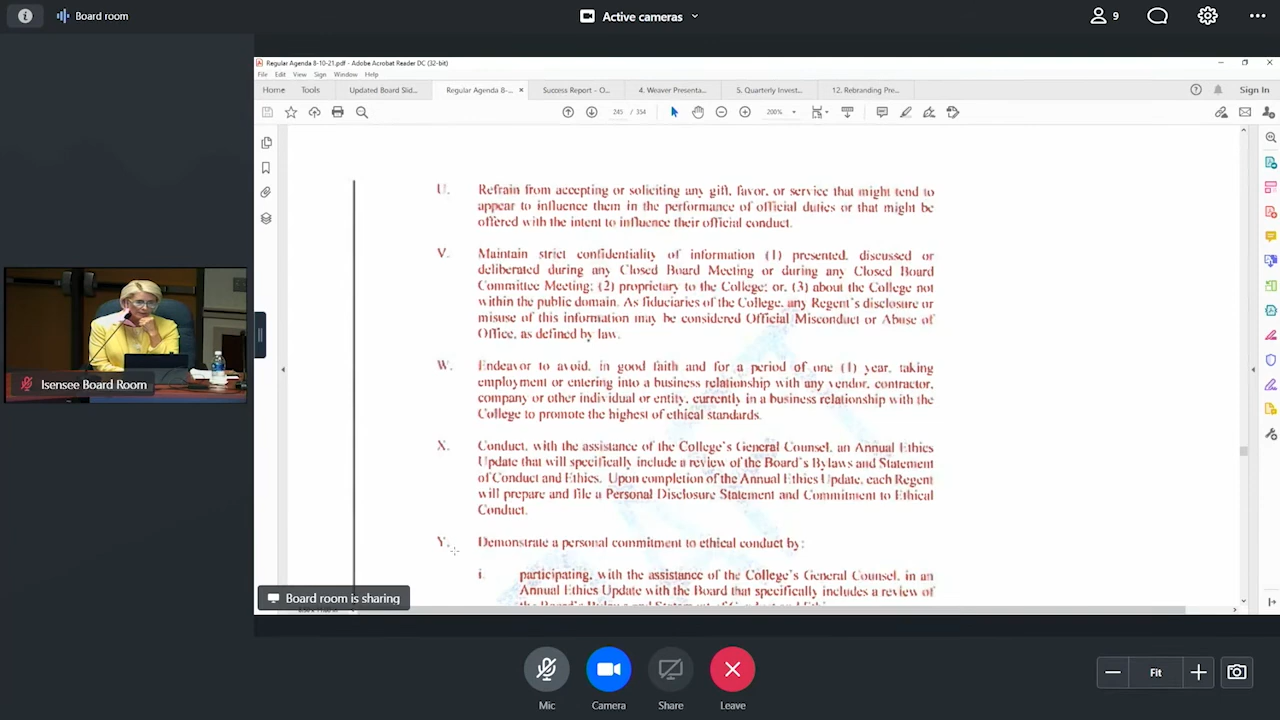 Board room
Active cameras
9
Regular Agenda 8-10-21.pdf - Adobe Acrobat Reader DC (32-bit)
File Edit View Sign Window Help
Home Tools Updated Board Slid... Regular Agenda 8-... Success Report - O... 4. Weaver Presenta... 5. Quarterly Invest... 12. Rebranding Pre... Sign In
245 / 354 200%
U. Refrain from accepting or soliciting any gift, favor, or service that might tend to
appear to influence them in the performance of official duties or that might be
offered with the intent to influence their official conduct.
V. Maintain strict confidentiality of information (1) presented, discussed or
deliberated during any Closed Board Meeting or during any Closed Board
Committee Meeting; (2) proprietary to the College; or, (3) about the College not
within the public domain. As fiduciaries of the College, any Regent's disclosure or
misuse of this information may be considered Official Misconduct or Abuse of
Office, as defined by law.
W. Endeavor to avoid, in good faith and for a period of one (1) year, taking
employment or entering into a business relationship with any vendor, contractor,
company or other individual or entity, currently in a business relationship with the
College to promote the highest of ethical standards.
X. Conduct, with the assistance of the College's General Counsel, an Annual Ethics
Update that will specifically include a review of the Board's Bylaws and Statement
of Conduct and Ethics. Upon completion of the Annual Ethics Update, each Regent
will prepare and file a Personal Disclosure Statement and Commitment to Ethical
Conduct.
Y. Demonstrate a personal commitment to ethical conduct by:
i. participating, with the assistance of the College's General Counsel, in an
Annual Ethics Update with the Board that specifically includes a review of
Isensee Board Room
Board room is sharing
Mic Camera Share Leave
Fit